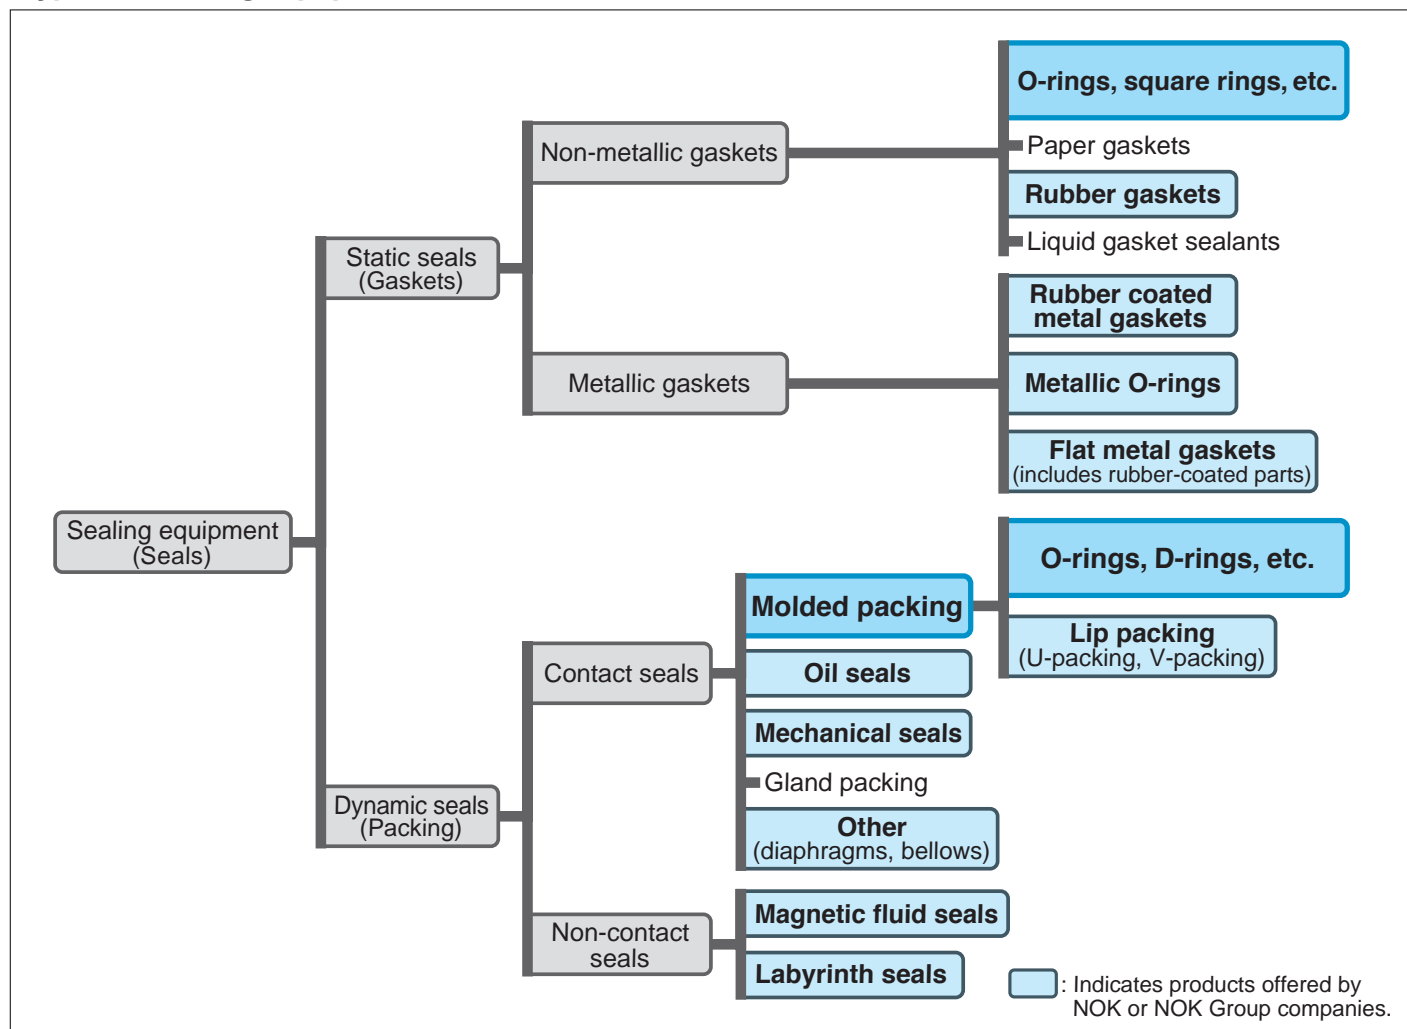 O-rings, square rings, etc.
Non-metallic gaskets
Paper gaskets
Rubber gaskets
Liquid gasket sealants
Static seals
(Gaskets)
Rubber coated
metal gaskets
Metallic gaskets
Metallic O-rings
Flat metal gaskets
(includes rubber-coated parts)
Sealing equipment
(Seals)
O-rings, D-rings, etc.
Molded packing
Lip packing
(U-packing, V-packing)
Contact seals
Oil seals
Mechanical seals
Gland packing
Dynamic seals
(Packing)
Other
(diaphragms, bellows)
Magnetic fluid seals
Non-contact
seals
Labyrinth seals
: Indicates products offered by
NOK or NOK Group companies.